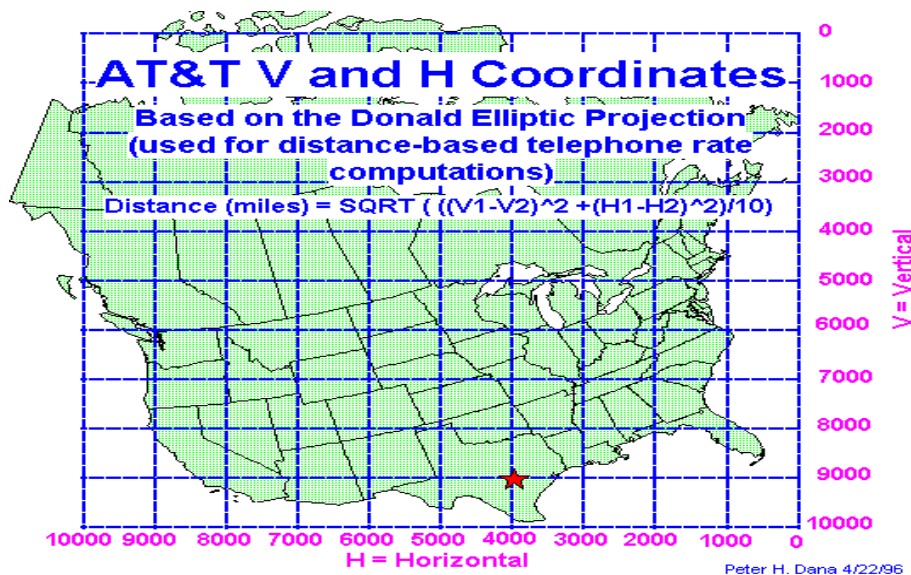 AT&T V and H Coordinates
Based on the Donald Elliptic Projection
(used for distance-based telephone rate
computations)
Distance (miles) = SQRT ( ((V1-V2)^2 +(H1-H2)^2)/10)
0
1000
2000
3000
4000
5000
6000
7000
8000
9000
10000
V = Vertical
10000 9000 8000 7000 6000 5000 4000 3000 2000 1000 0
H = Horizontal
Peter H. Dana 4/22/96